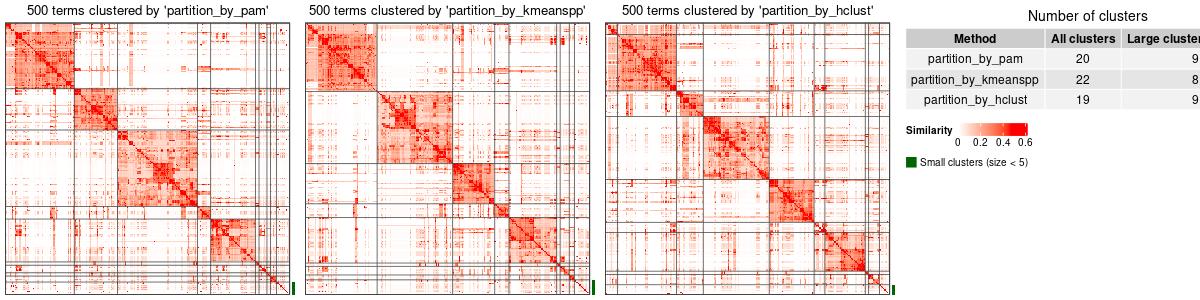 500 terms clustered by 'partition_by_pam'
500 terms clustered by 'partition_by_kmeanspp'
500 terms clustered by 'partition_by_hclust'
Number of clusters
Method All clusters Large cluster
partition_by_pam 20 9
partition_by_kmeanspp 22 8
partition_by_hclust 19 9
Similarity
0 0.2 0.4 0.6
Small clusters (size < 5)